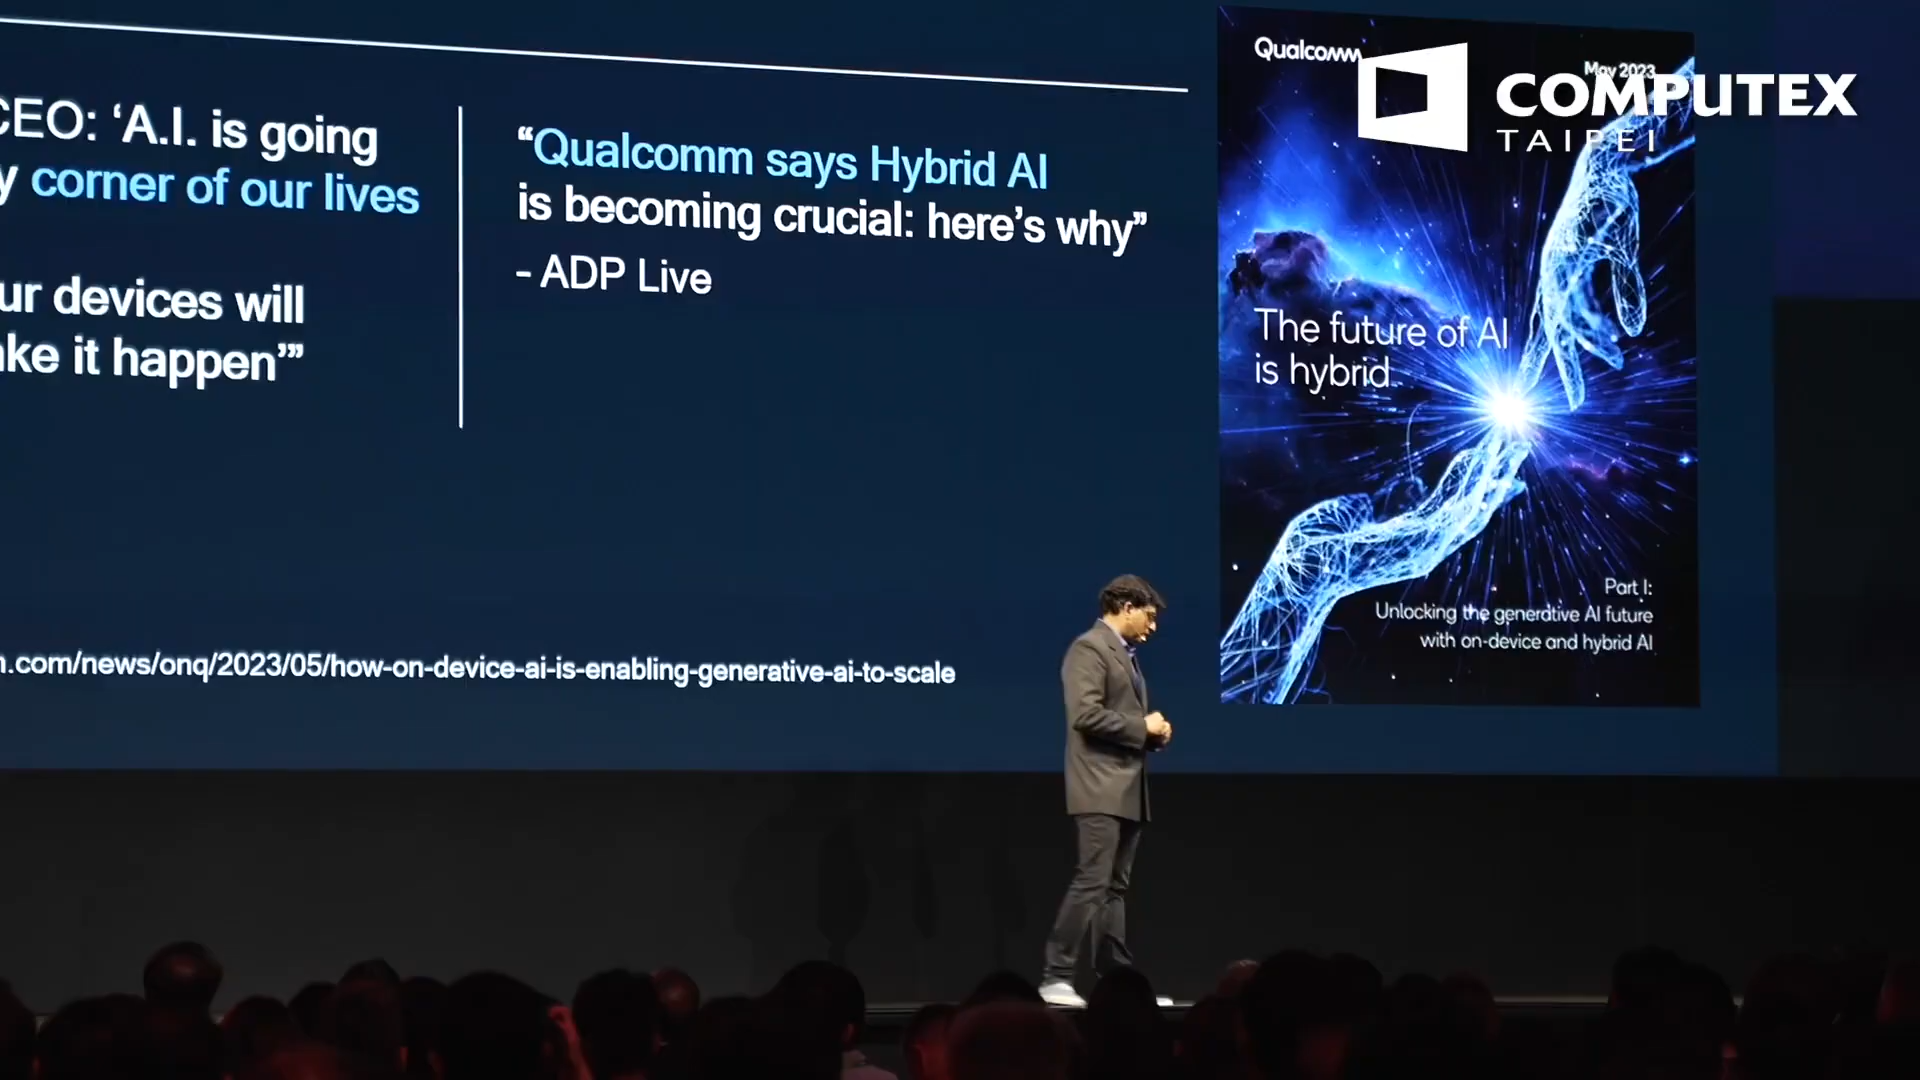 CEO: ‘A.I. is going
y corner of our lives
ur devices will
ake it happen’”
“Qualcomm says Hybrid AI
is becoming crucial: here’s why”
- ADP Live
n.com/news/onq/2023/05/how-on-device-ai-is-enabling-generative-ai-to-scale
Qualcomm
May 2023
The future of AI
is hybrid
Part I:
Unlocking the generative AI future
with on-device and hybrid AI
COMPUTEX
TAIPEI